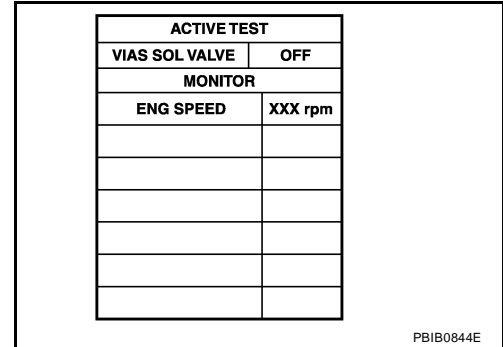 ACTIVE TEST
VIAS SOL VALVE OFF
MONITOR
ENG SPEED XXX rpm
PBIB0844E